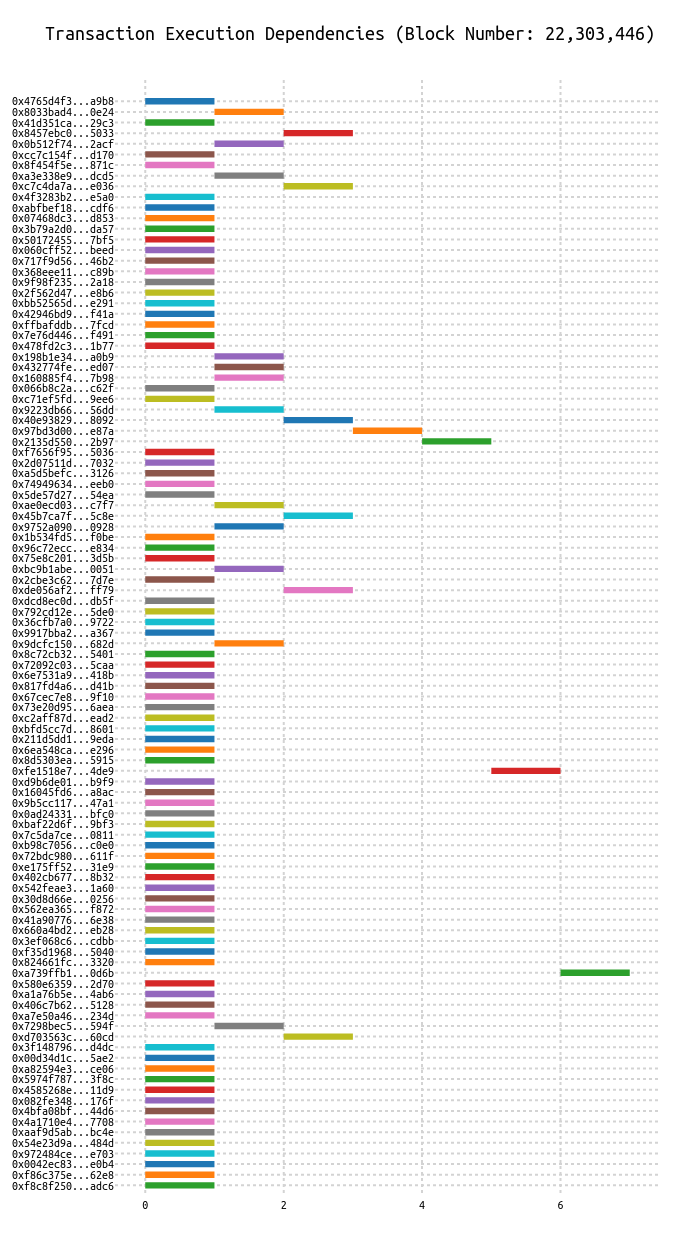 Transaction Execution Dependencies (Block Number: 22,303,446)
0x4765d4f3...a9b8
0x8033bad4...0e24
0x41d351ca...29c3
0x8457ebc0...5033
0x0b512f74...2acf
0xcc7c154f...d170
0x8f454f5e...871c
0xa3e338e9...dcd5
0xc7c4da7a...e036
0x4f3283b2...e5a0
0xabfbef18...cdf6
0x07468dc3...d853
0x3b79a2d0...da57
0x50172455...7bf5
0x060cff52...beed
0x717f9d56...46b2
0x368eee11...c89b
0x9f98f235...2a18
0x2f562d47...e8b6
0xbb52565d...e291
0x42946bd9...f41a
0xffbafddb...7fcd
0x7e76d446...f491
0x478fd2c3...1b77
0x198b1e34...a0b9
0x432774fe...ed07
0x160885f4...7b98
0x066b8c2a...c62f
0xc71ef5fd...9ee6
0x9223db66...56dd
0x40e93829...8092
0x97bd3d00...e87a
0x2135d550...2b97
0xf7656f95...5036
0x2d07511d...7032
0xa5d5befc...3126
0x74949634...eeb0
0x5de57d27...54ea
0xae0ecd03...c7f7
0x45b7ca7f...5c8e
0x9752a090...0928
0x1b534fd5...f0be
0x96c72ecc...e834
0x75e8c201...3d5b
0xbc9b1abe...0051
0x2cbe3c62...7d7e
0xde056af2...ff79
0xdcd8ec0d...db5f
0x792cd12e...5de0
0x36cfb7a0...9722
0x9917bba2...a367
0x9dcfc150...682d
0x8c72cb32...5401
0x72092c03...5caa
0x6e7531a9...418b
0x817fd4a6...d41b
0x67cec7e8...9f10
0x73e20d95...6aea
0xc2aff87d...ead2
0xbfd5cc7d...8601
0x211d5dd1...9eda
0x6ea548ca...e296
0x8d5303ea...5915
0xfe1518e7...4de9
0xd9b6de01...b9f9
0x16045fd6...a8ac
0x9b5cc117...47a1
0x0ad24331...bfc0
0xbaf22d6f...9bf3
0x7c5da7ce...0811
0xb98c7056...c0e0
0x72bdc980...611f
0xe175ff52...31e9
0x402cb677...8b32
0x542feae3...1a60
0x30d8d66e...0256
0x562ea365...f872
0x41a90776...6e38
0x660a4bd2...eb28
0x3ef068c6...cdbb
0xf35d1968...5040
0x824661fc...3320
0xa739ffb1...0d6b
0x580e6359...2d70
0xa1a76b5e...4ab6
0x406c7b62...5128
0xa7e50a46...234d
0x7298bec5...594f
0xd703563c...60cd
0x3f148796...d4dc
0x00d34d1c...5ae2
0xa82594e3...ce06
0x5974f787...3f8c
0x4585268e...11d9
0x082fe348...176f
0x4bfa08bf...44d6
0x4a1710e4...7708
0xaaf9d5ab...bc4e
0x54e23d9a...484d
0x972484ce...e703
0x0042ec83...e0b4
0xf86c375e...62e8
0xf8c8f250...adc6
0 2 4 6